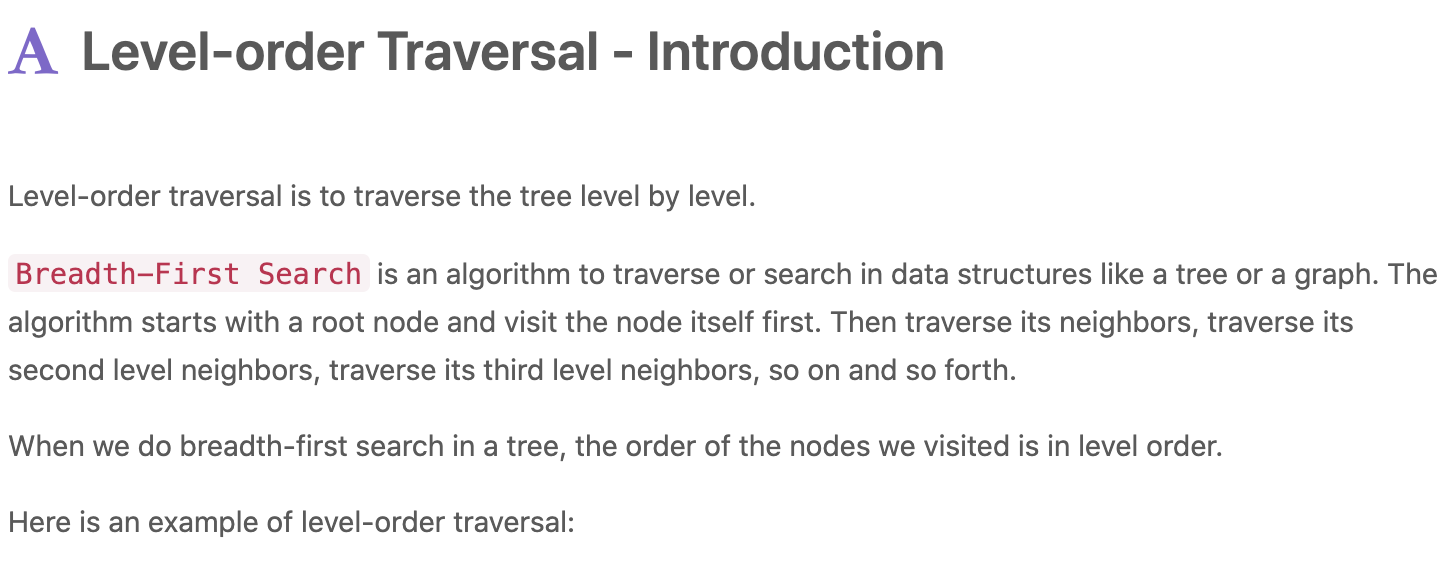 A Level-order Traversal - Introduction
Level-order traversal is to traverse the tree level by level.
Breadth-First Search is an algorithm to traverse or search in data structures like a tree or a graph. The
algorithm starts with a root node and visit the node itself first. Then traverse its neighbors, traverse its
second level neighbors, traverse its third level neighbors, so on and so forth.
When we do breadth-first search in a tree, the order of the nodes we visited is in level order.
Here is an example of level-order traversal: